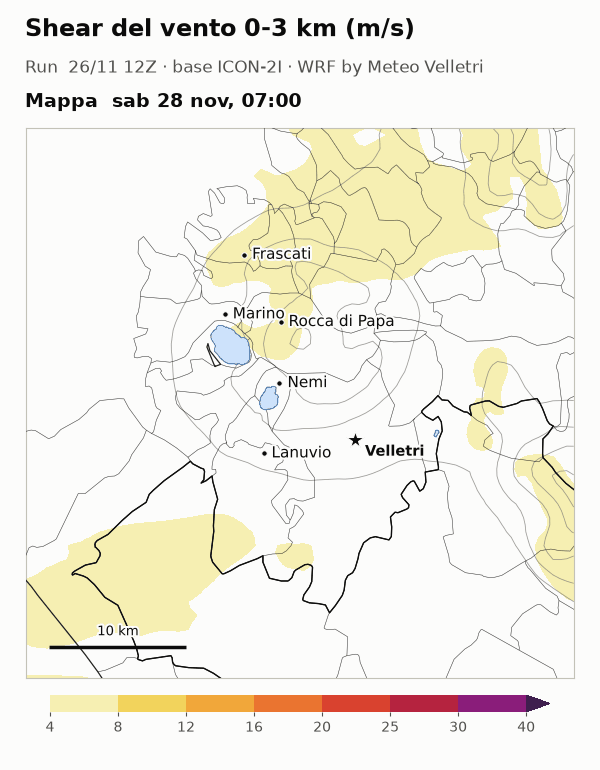 Shear del vento 0-3 km (m/s)
Run  26/11 12Z · base ICON-2I · WRF by Meteo Velletri
Mappa  sab 28 nov, 07:00
Frascati
Marino
Rocca di Papa
Nemi
Lanuvio
Velletri
10 km
4 8 12 16 20 25 30 40